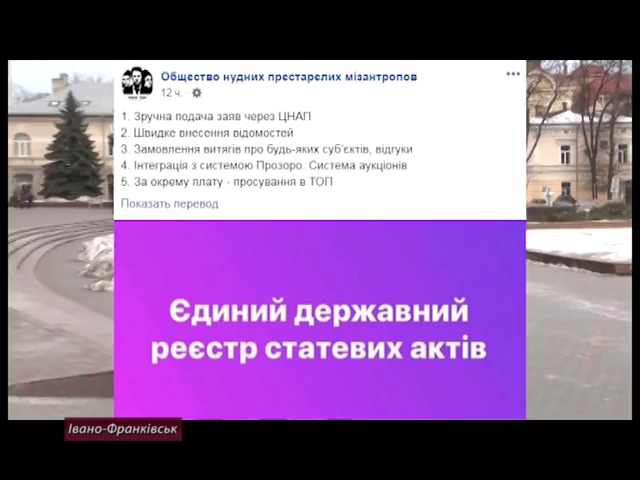 Общество нудних прєстарєлих мізантропов
12 ч.
1. Зручна подача заяв через ЦНАП
2. Швидке внесення відомостей
3. Замовлення витягів про будь-яких суб'єктів, відгуки
4. Інтеграція з системою Прозоро. Система аукціонів
5. За окрему плату - просування в ТОП
Показать перевод
Єдиний державний
реєстр статевих актів
Івано-Франківськ